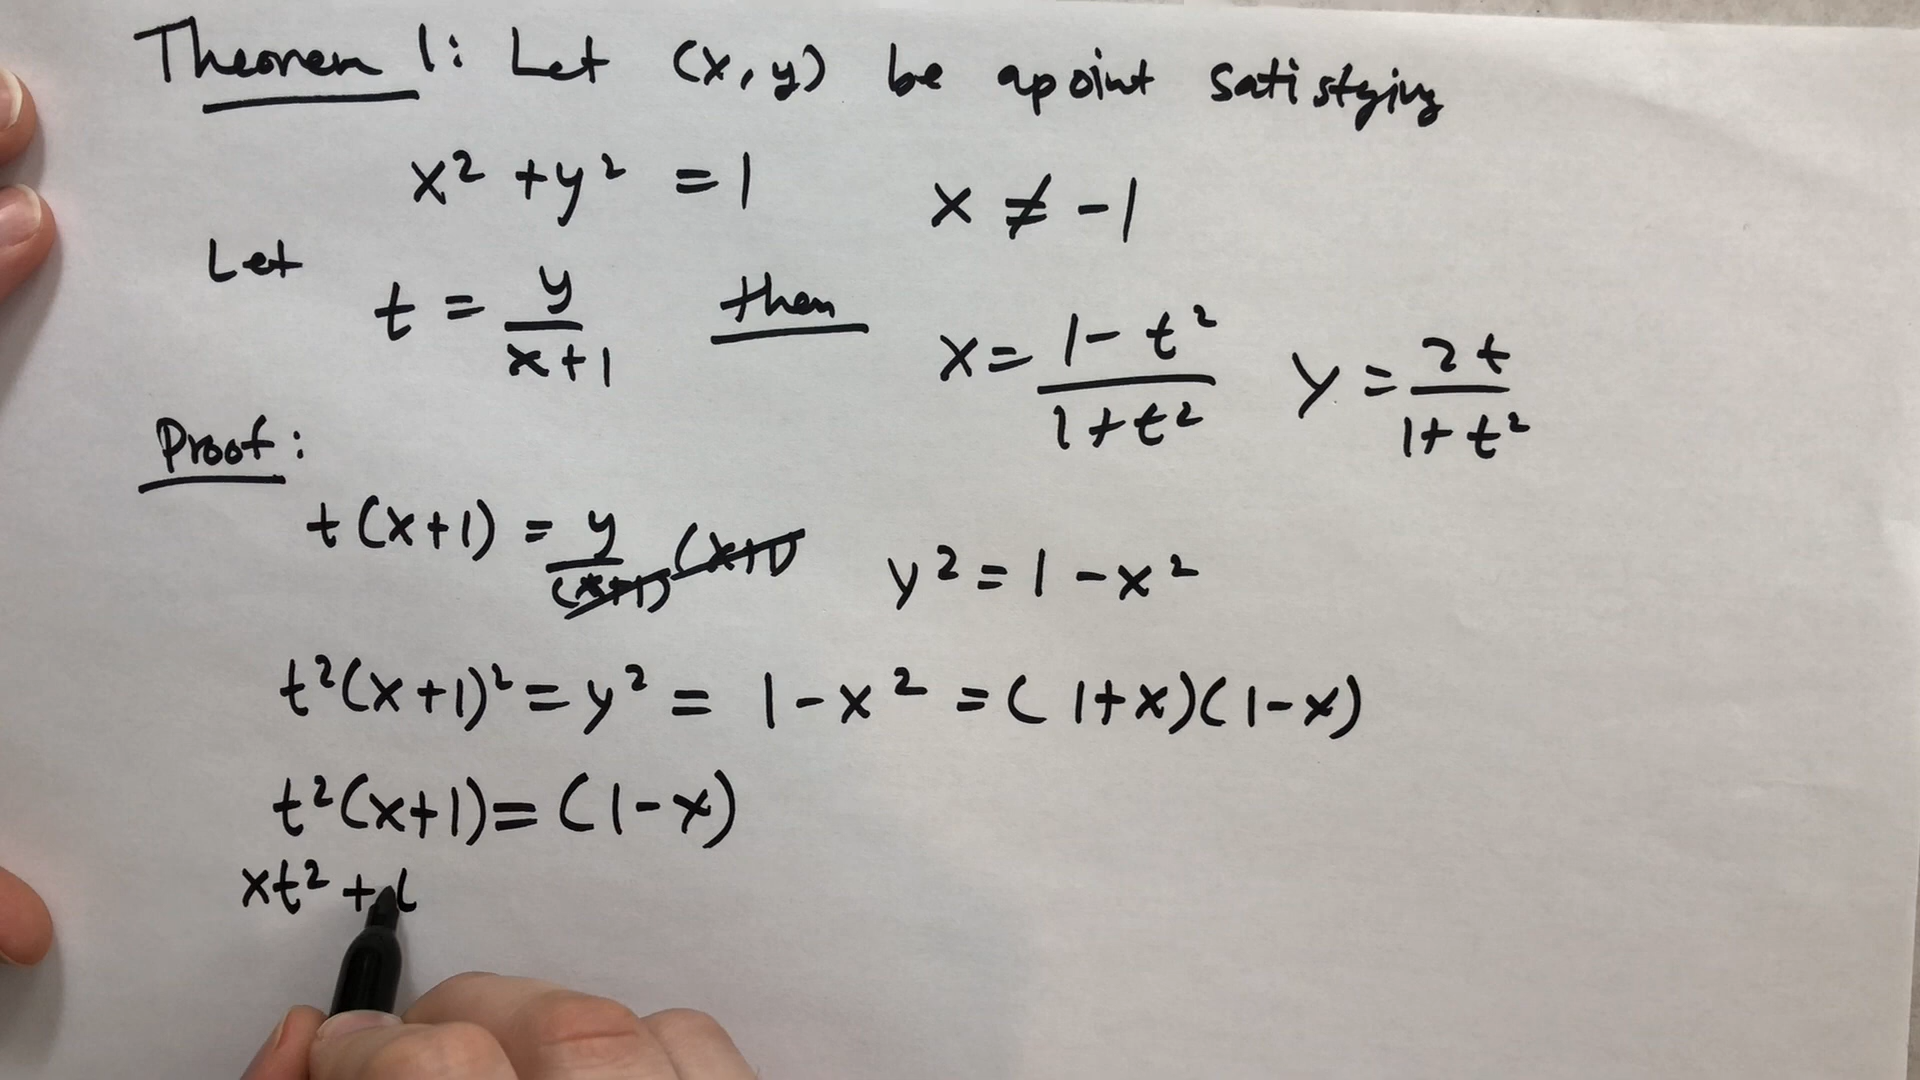 Theorem 1: Let (x, y) be a point satisfying
x² + y² = 1 x ≠ -1
Let t = y/(x+1) then x = (1 - t²)/(1 + t²) y = 2t/(1 + t²)
Proof:
t(x+1) = y/(x+1) (x+1) y² = 1 - x²
t²(x+1)² = y² = 1 - x² = (1+x)(1-x)
t²(x+1) = (1-x)
xt² +